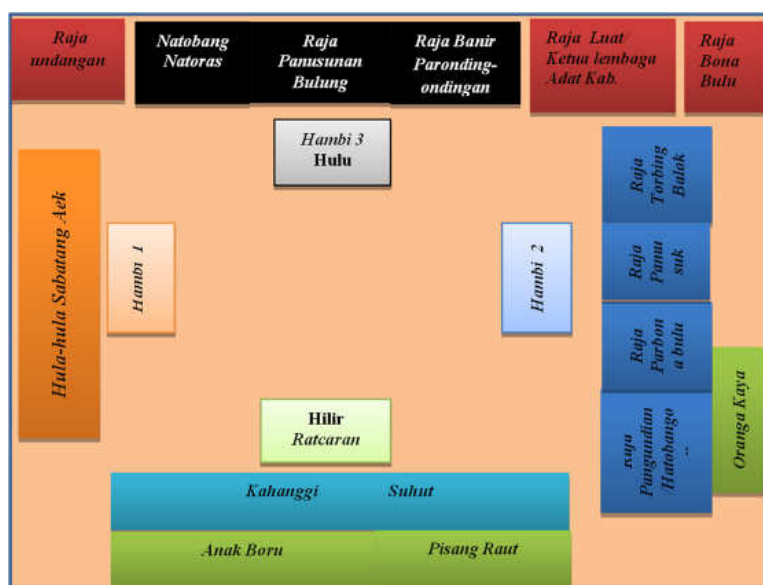 Raja
undangan
Natobang
Natoras
Raja
Panusunan
Bulung
Raja Banir
Paronding-
ondingan
Raja Luat/
Ketua lembaga
Adat Kab.
Raja
Bona
Bulu
Hambi 3
Hulu
Hula-hula Sabatang Aek
Hambi 1
Hambi 2
Raja
Torbing
Balok
Raja
Panu
suk
Raja
Parbon
a bulu
Raja
Pangundian
/Hatobango
Oranga Kaya
Hilir
Ratcaran
Kahanggi Suhut
Anak Boru Pisang Raut